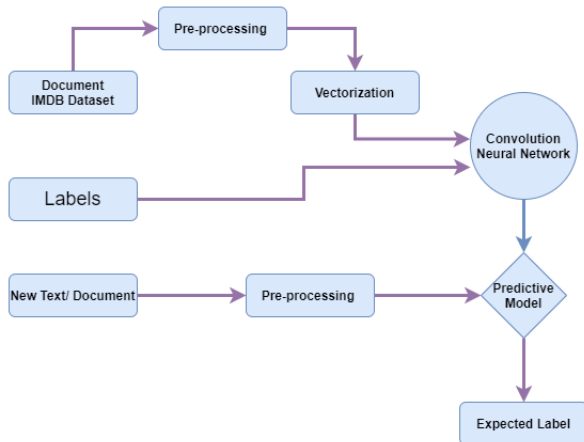 Pre-processing
Document
IMDB Dataset
Vectorization
Convolution
Neural Network
Labels
New Text/ Document
Pre-processing
Predictive
Model
Expected Label